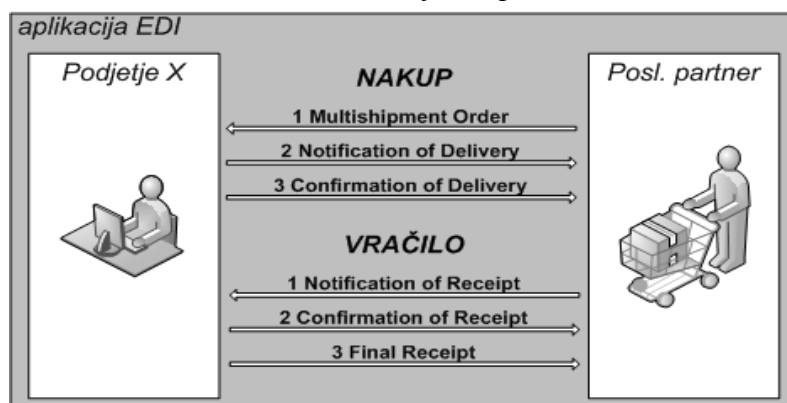 aplikacija EDI
Podjetje X
NAKUP
Posl. partner
1 Multishipment Order
2 Notification of Delivery
3 Confirmation of Delivery
VRAČILO
1 Notification of Receipt
2 Confirmation of Receipt
3 Final Receipt